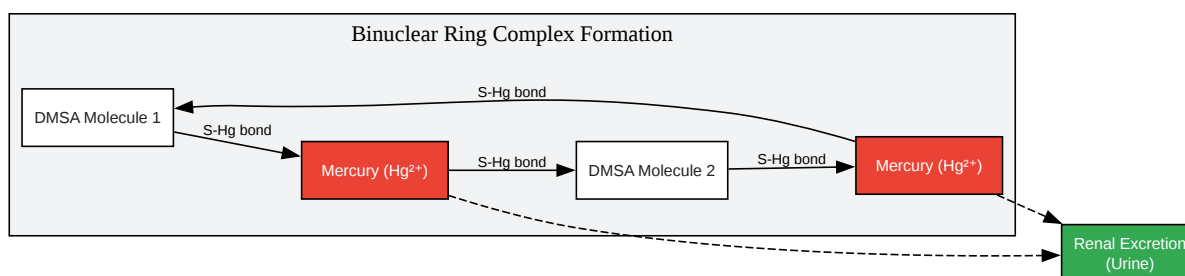 Binuclear Ring Complex Formation
S-Hg bond
DMSA Molecule 1
S-Hg bond
Mercury (Hg²⁺)
S-Hg bond
DMSA Molecule 2
S-Hg bond
Mercury (Hg²⁺)
Renal Excretion
(Urine)